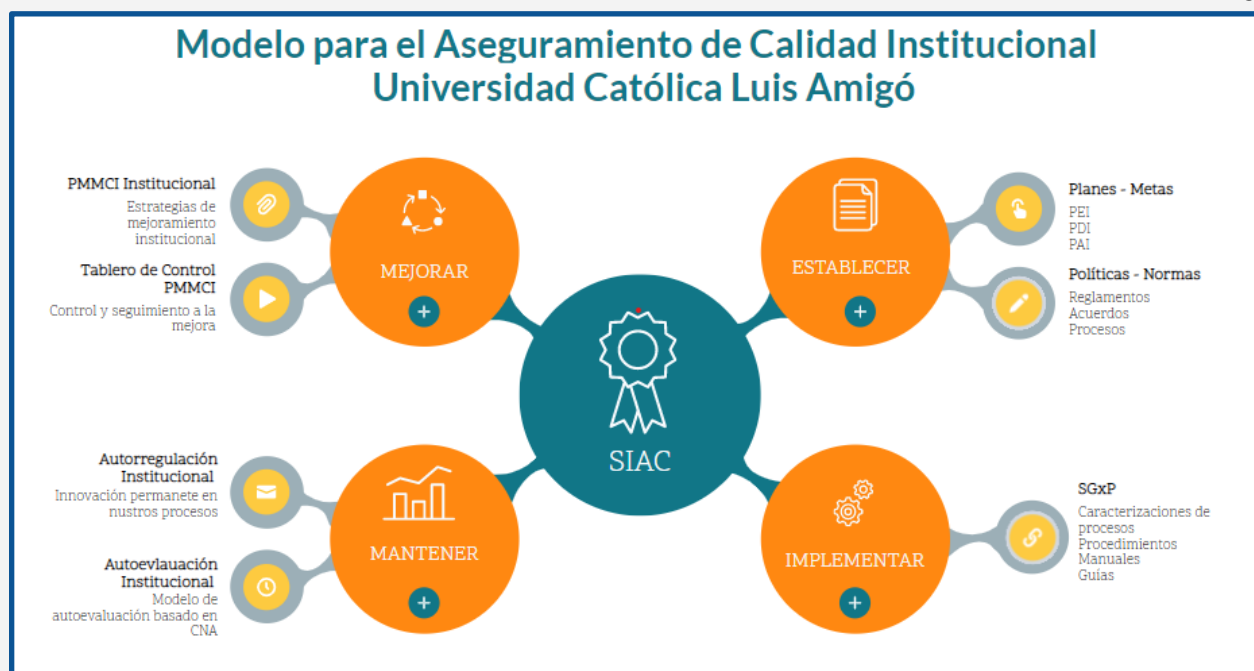 Modelo para el Aseguramiento de Calidad Institucional
Universidad Católica Luis Amigó
PMMCI Institucional
Estrategias de
mejoramiento
institucional
Tablero de Control
PMMCI
Control y seguimiento a la
mejora
MEJORAR
ESTABLECER
Planes - Metas
PEI
PDI
PAI
Políticas - Normas
Reglamentos
Acuerdos
Procesos
SIAC
Autorregulación
Institucional
Innovación permanete en
nustros procesos
Autoevlauación
Institucional
Modelo de
autoevaluación basado en
CNA
MANTENER
IMPLEMENTAR
SGxP
Caracterizaciones de
procesos
Procedimientos
Manuales
Guías